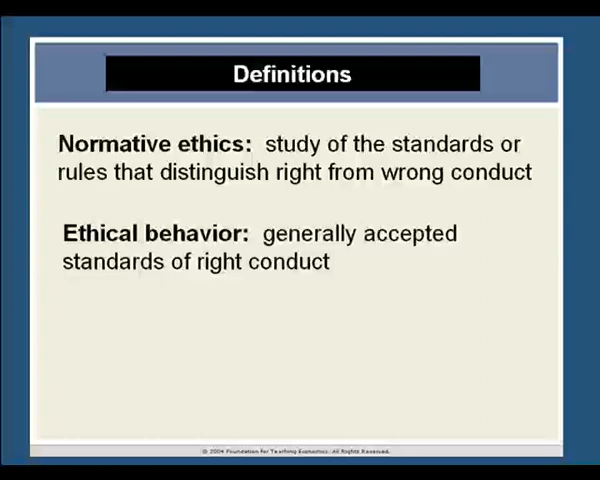 Definitions
Normative ethics: study of the standards or
rules that distinguish right from wrong conduct
Ethical behavior: generally accepted
standards of right conduct
© 2004 Foundation for Teaching Economics. All Rights Reserved.